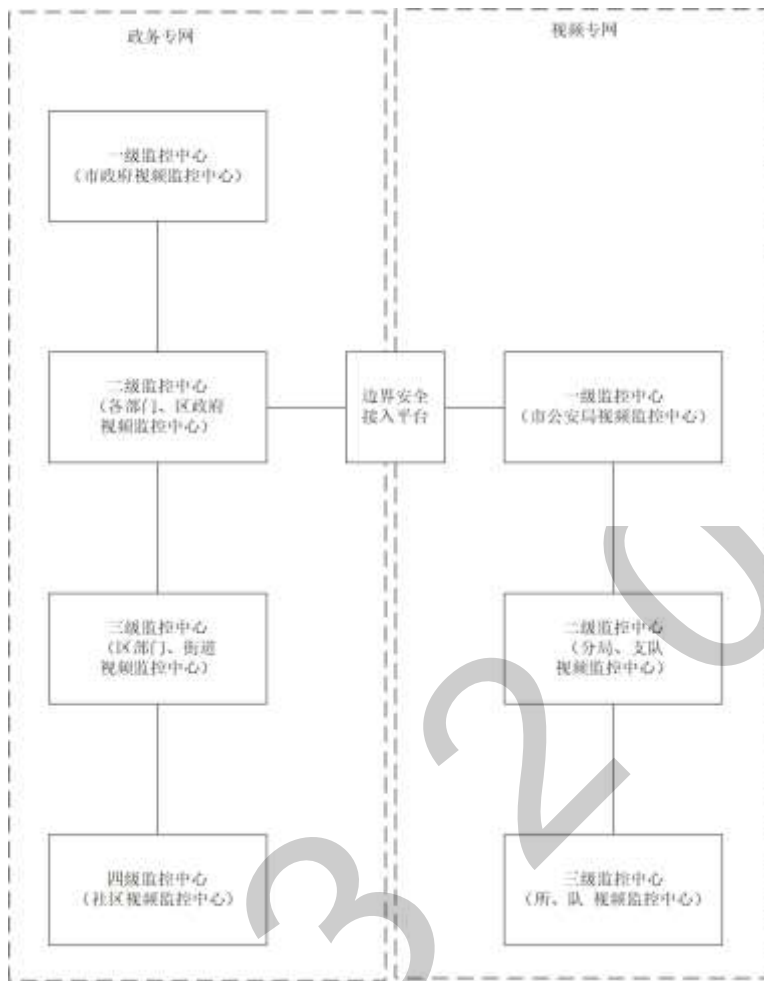 政务专网
视频专网
一级监控中心
（市政府视频监控中心）
二级监控中心
（各部门、区政府
视频监控中心）
边界安全
接入平台
一级监控中心
（市公安局视频监控中心）
三级监控中心
（区部门、街道
视频监控中心）
二级监控中心
（分局、支队
视频监控中心）
四级监控中心
（社区视频监控中心）
三级监控中心
（所、队 视频监控中心）
3 2 0